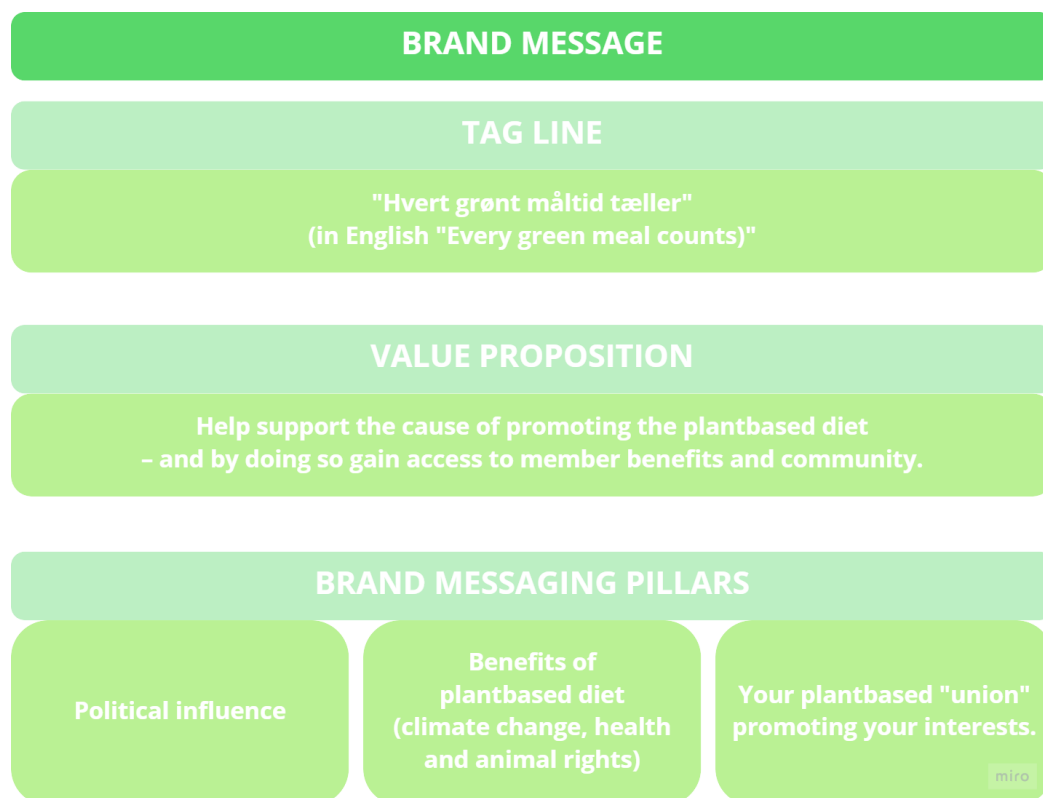 BRAND MESSAGE
TAG LINE
"Hvert grønt måltid tæller"
(in English "Every green meal counts)"
VALUE PROPOSITION
Help support the cause of promoting the plantbased diet
– and by doing so gain access to member benefits and community.
BRAND MESSAGING PILLARS
Political influence
Benefits of
plantbased diet
(climate change, health
and animal rights)
Your plantbased "union"
promoting your interests.
miro